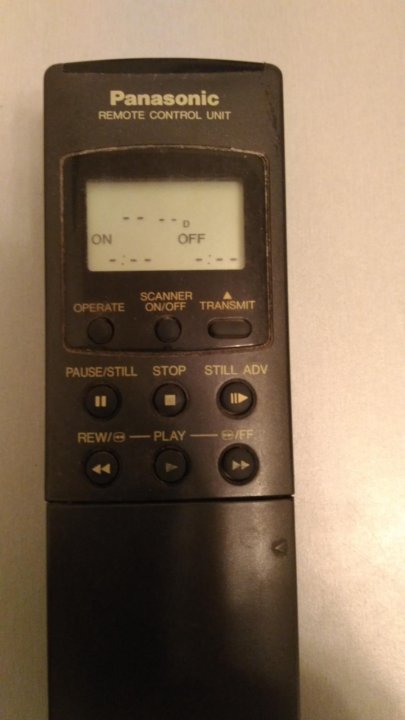 Panasonic
REMOTE CONTROL UNIT
-- --D
ON OFF
-:-- -:--
OPERATE SCANNER ON/OFF TRANSMIT
PAUSE/STILL STOP STILL ADV
REW/ PLAY /FF